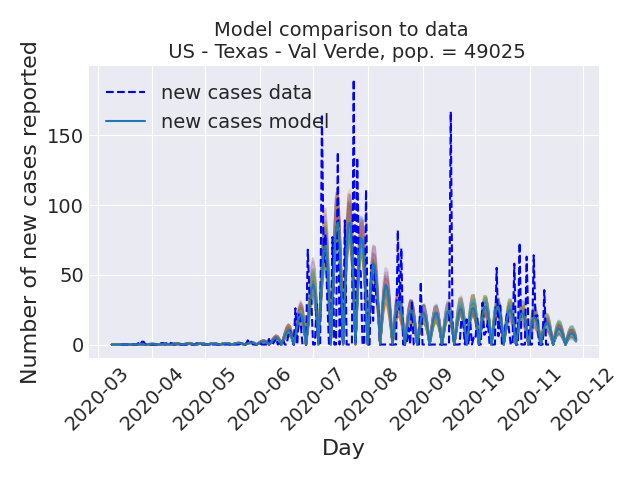 Model comparison to data
US - Texas - Val Verde, pop. = 49025
Number of new cases reported
new cases data
new cases model
150
100
50
0
2020-03
2020-04
2020-05
2020-06
2020-07
2020-08
2020-09
2020-10
2020-11
2020-12
Day